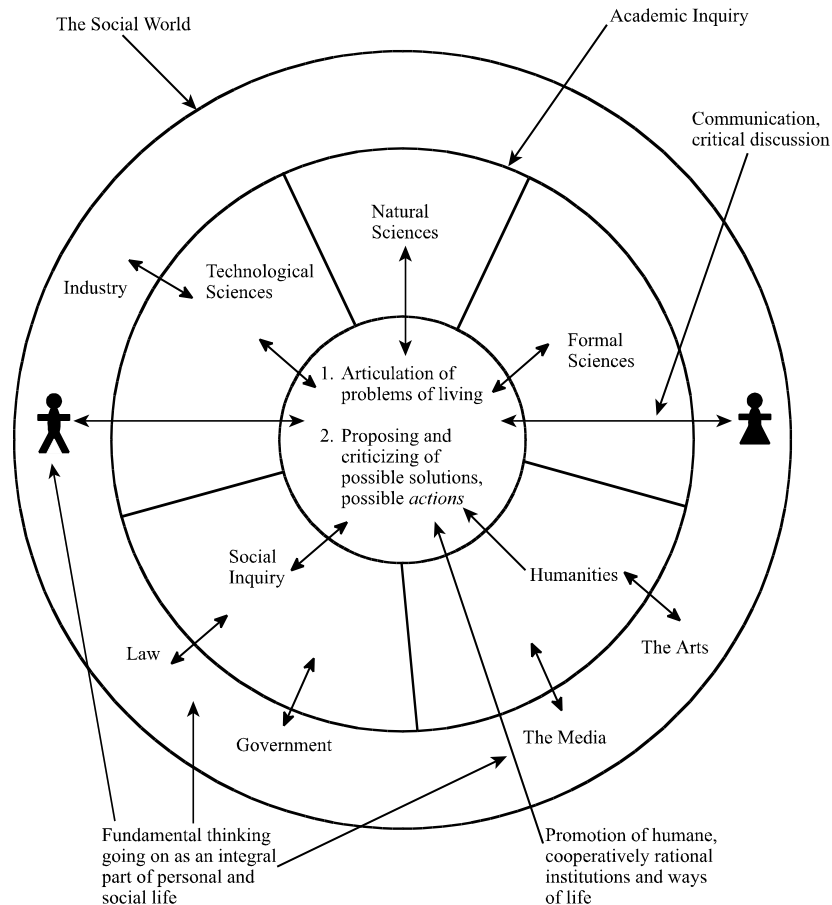 The Social World
Academic Inquiry
Communication,
critical discussion
Natural
Sciences
Technological
Sciences
Industry
Formal
Sciences
1. Articulation of
problems of living
2. Proposing and
criticizing of
possible solutions,
possible actions
Social
Inquiry
Humanities
Law
The Arts
Government
The Media
Fundamental thinking
going on as an integral
part of personal and
social life
Promotion of humane,
cooperatively rational
institutions and ways
of life